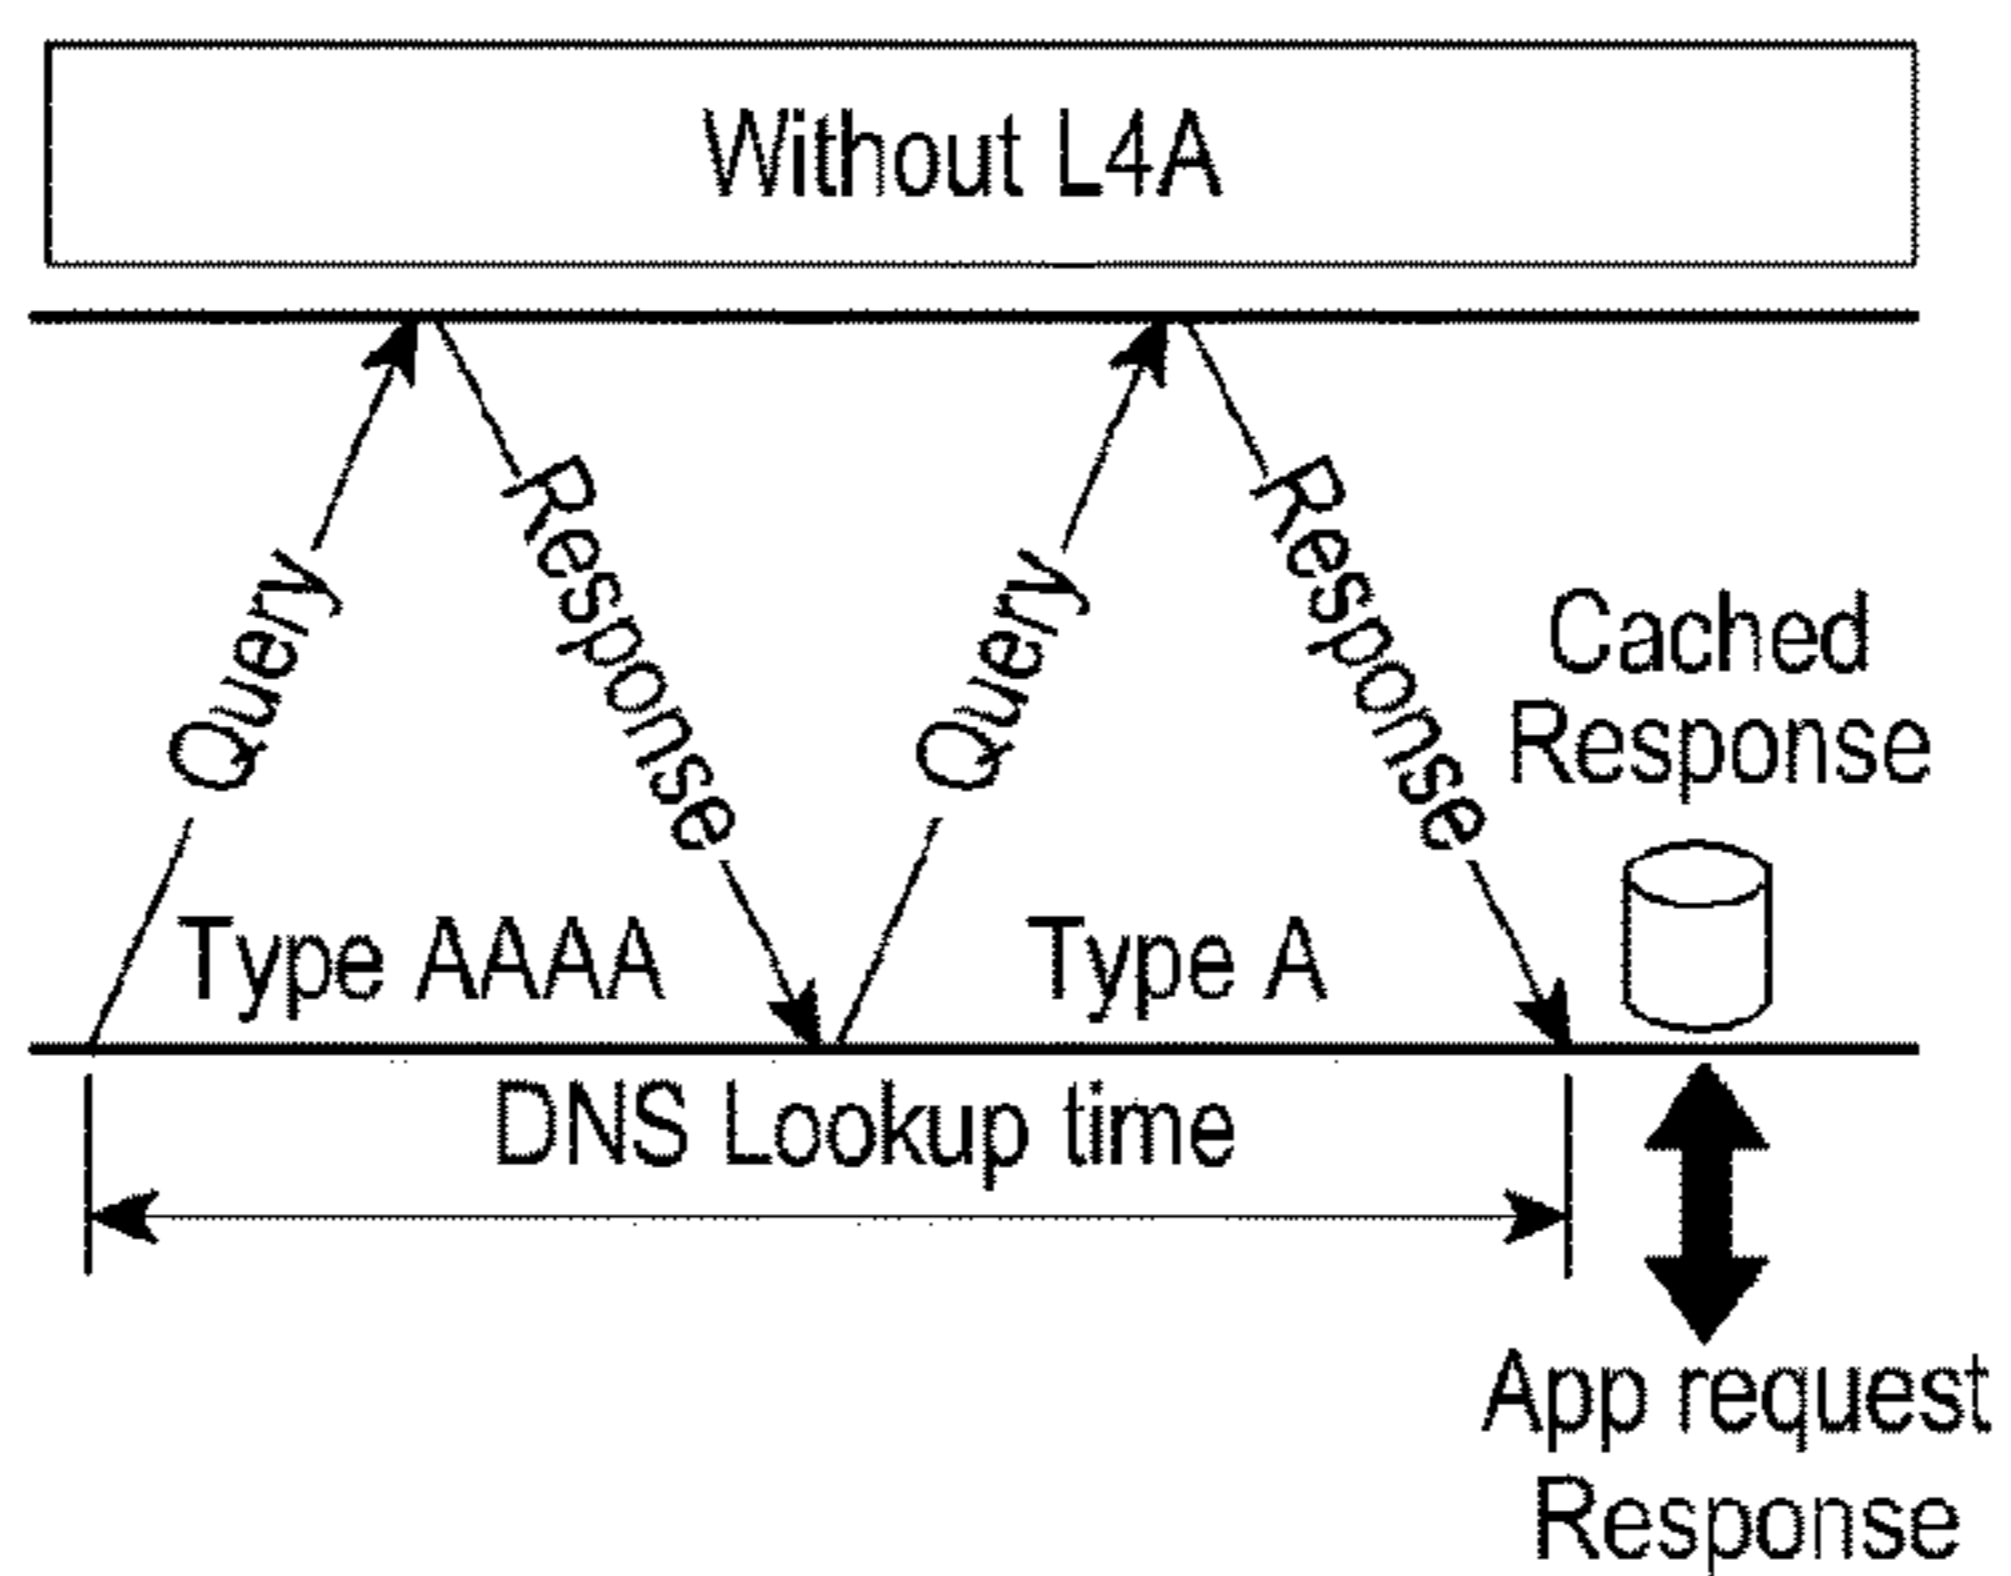 Without L4A
Query
Response
Query
Response
Cached
Response
Type AAAA
Type A
DNS Lookup time
App request
Response